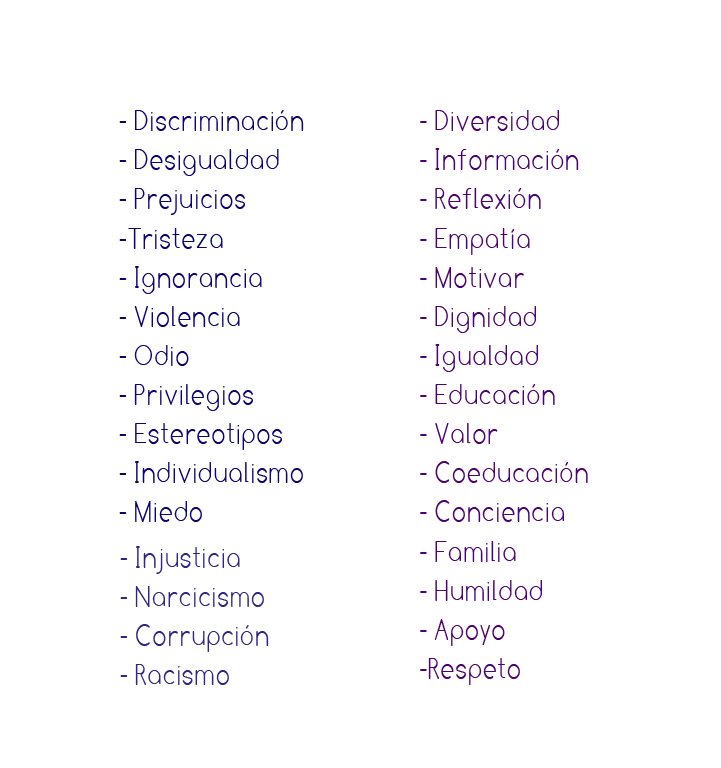 - Discriminación
- Desigualdad
- Prejuicios
-Tristeza
- Ignorancia
- Violencia
- Odio
- Privilegios
- Estereotipos
- Individualismo
- Miedo
- Injusticia
- Narcicismo
- Corrupción
- Racismo
- Diversidad
- Información
- Reflexión
- Empatía
- Motivar
- Dignidad
- Igualdad
- Educación
- Valor
- Coeducación
- Conciencia
- Familia
- Humildad
- Apoyo
-Respeto